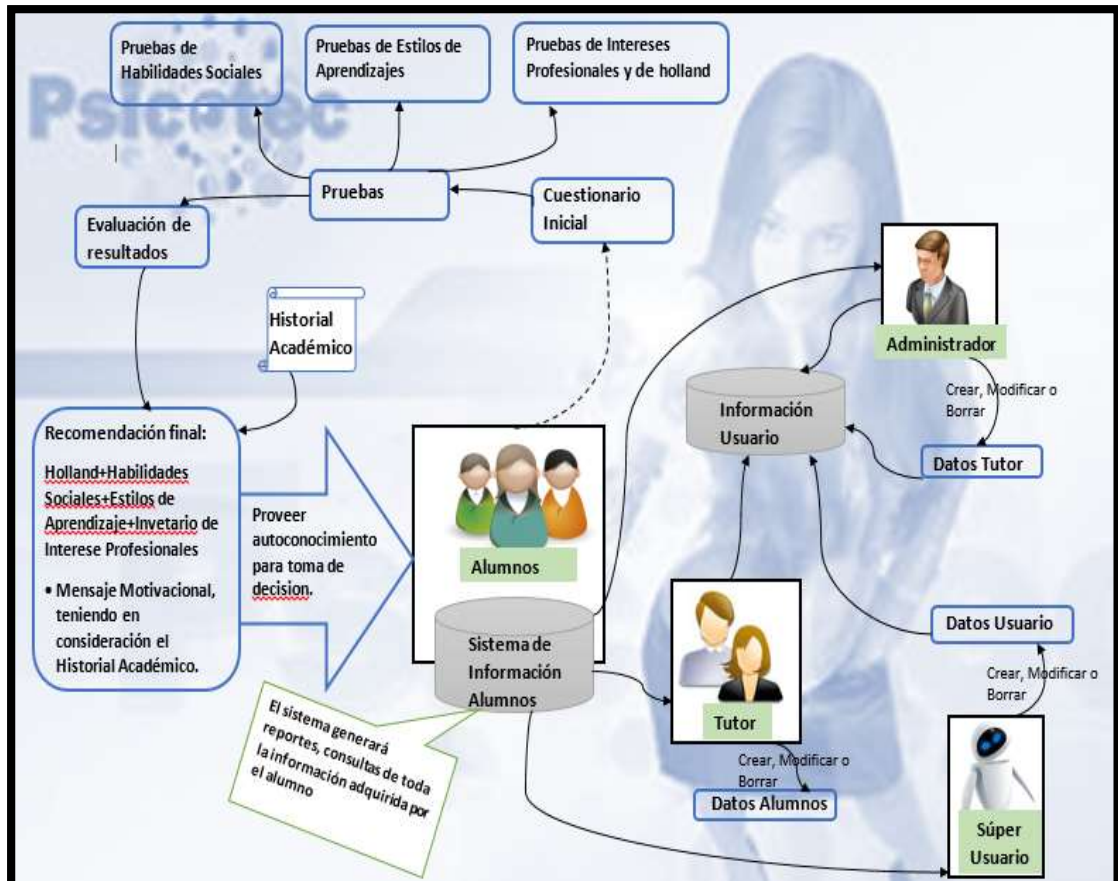 Pruebas de
Habilidades Sociales
Pruebas de Estilos de
Aprendizajes
Pruebas de Intereses
Profesionales y de holland
Psicotec
Pruebas
Cuestionario
Inicial
Evaluación de
resultados
Historial
Académico
Administrador
Crear, Modificar o
Borrar
Información
Usuario
Datos Tutor
Recomendación final:
Holland+Habilidades
Sociales+Estilos de
Aprendizaje+Invetario de
Interese Profesionales
• Mensaje Motivacional,
teniendo en
consideración el
Historial Académico.
Proveer
autoconocimiento
para toma de
decision.
Alumnos
Sistema de
Información
Alumnos
El sistema generará
reportes, consultas de toda
la información adquirida por
el alumno
Tutor
Crear, Modificar o
Borrar
Datos Alumnos
Datos Usuario
Crear, Modificar o
Borrar
Súper
Usuario